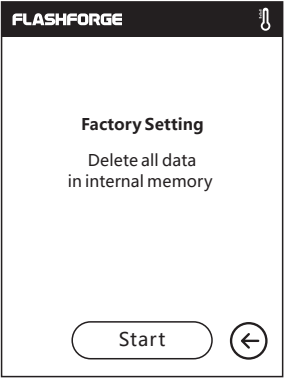 FLASHFORGE
Factory Setting
Delete all data
in internal memory
Start